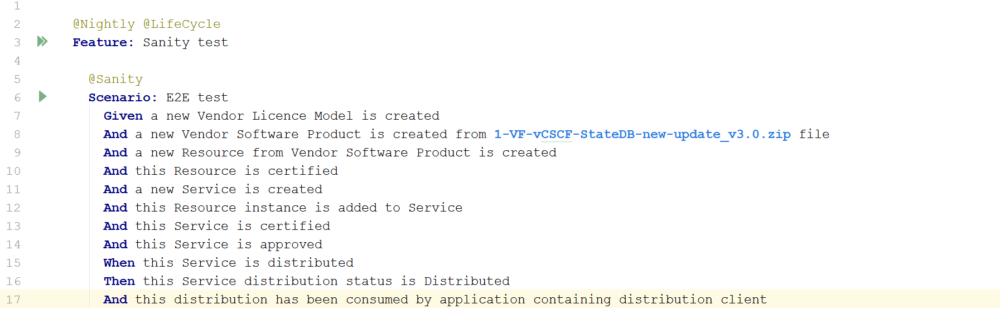 1
2 @Nightly @LifeCycle
3 Feature: Sanity test
4
5 @Sanity
6 Scenario: E2E test
7 Given a new Vendor Licence Model is created
8 And a new Vendor Software Product is created from 1-VF-vCSCF-StateDB-new-update_v3.0.zip file
9 And a new Resource from Vendor Software Product is created
10 And this Resource is certified
11 And a new Service is created
12 And this Resource instance is added to Service
13 And this Service is certified
14 And this Service is approved
15 When this Service is distributed
16 Then this Service distribution status is Distributed
17 And this distribution has been consumed by application containing distribution client